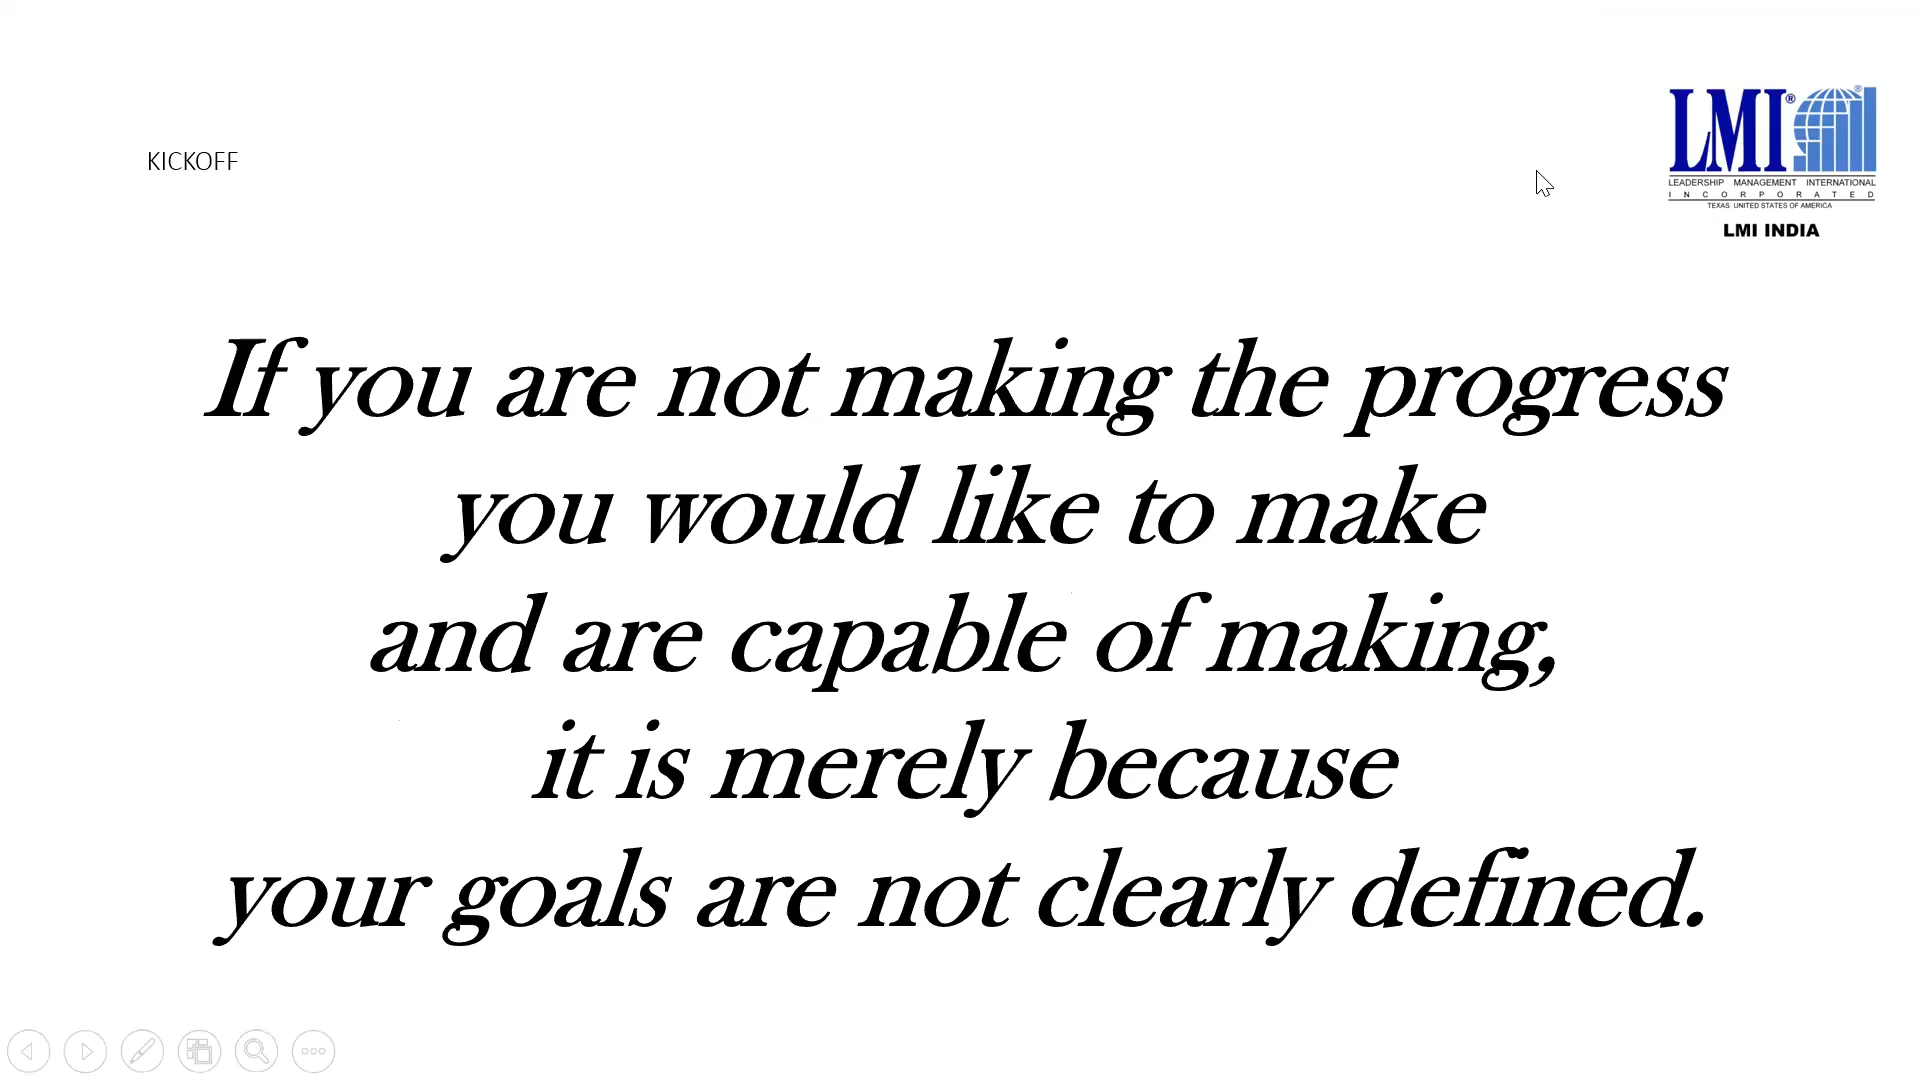 KICKOFF
LMI®
LEADERSHIP MANAGEMENT INTERNATIONAL
INCORPORATED
TEXAS UNITED STATES OF AMERICA
LMI INDIA
If you are not making the progress
you would like to make
and are capable of making,
it is merely because
your goals are not clearly defined.